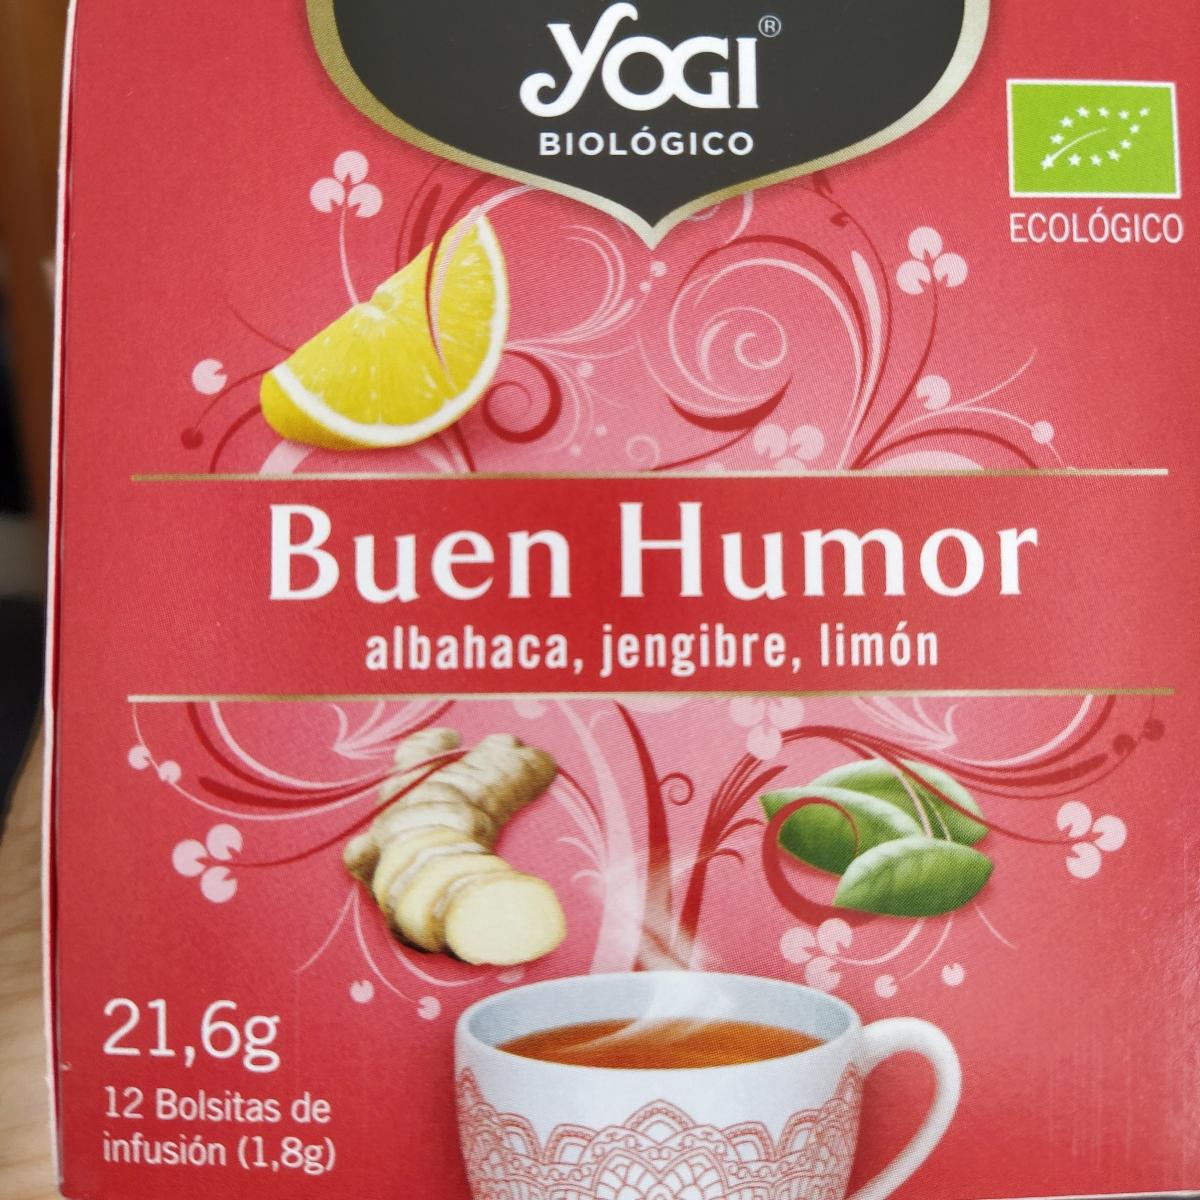 YOGI®
BIOLÓGICO
ECOLÓGICO
Buen Humor
albahaca, jengibre, limón
21,6g
12 Bolsitas de
infusión (1,8g)